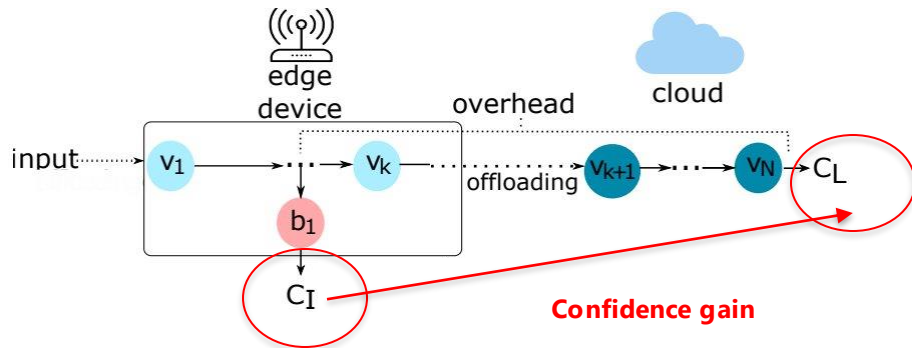 edge
device
cloud
overhead
input
v1
...
vk
offloading
vk+1
...
vN
CL
b1
CI
Confidence gain